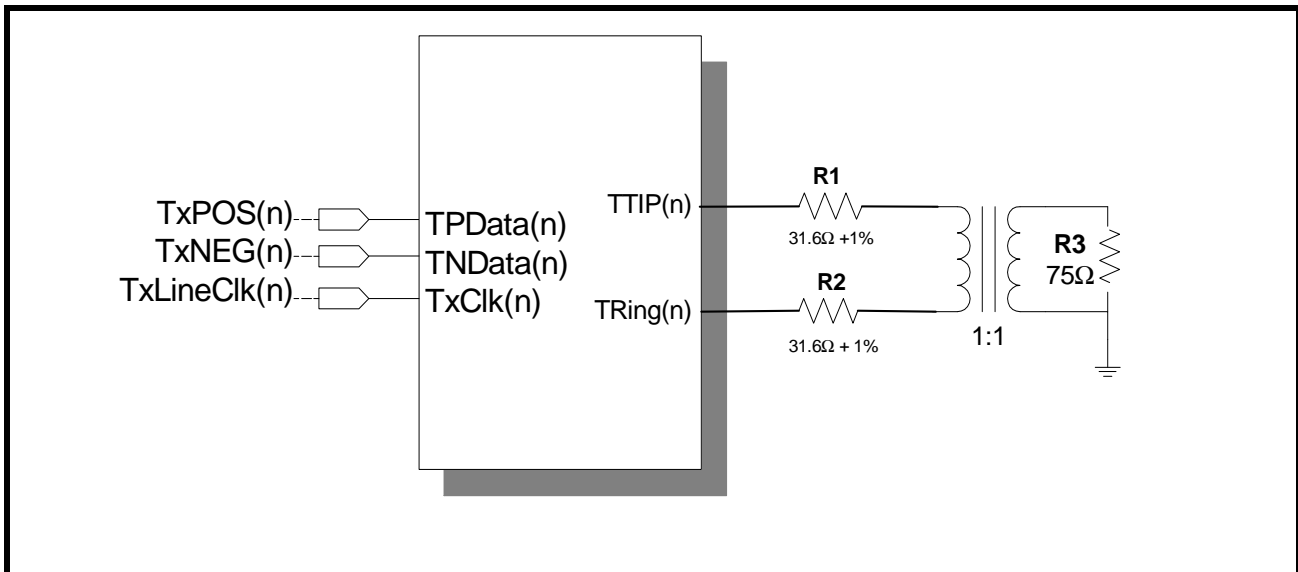 TxPOS(n)
TxNEG(n)
TxLineClk(n)
TPData(n)
TNData(n)
TxClk(n)
TTIP(n)
TRing(n)
R1
31.6Ω +1%
R2
31.6Ω + 1%
1:1
R3
75Ω